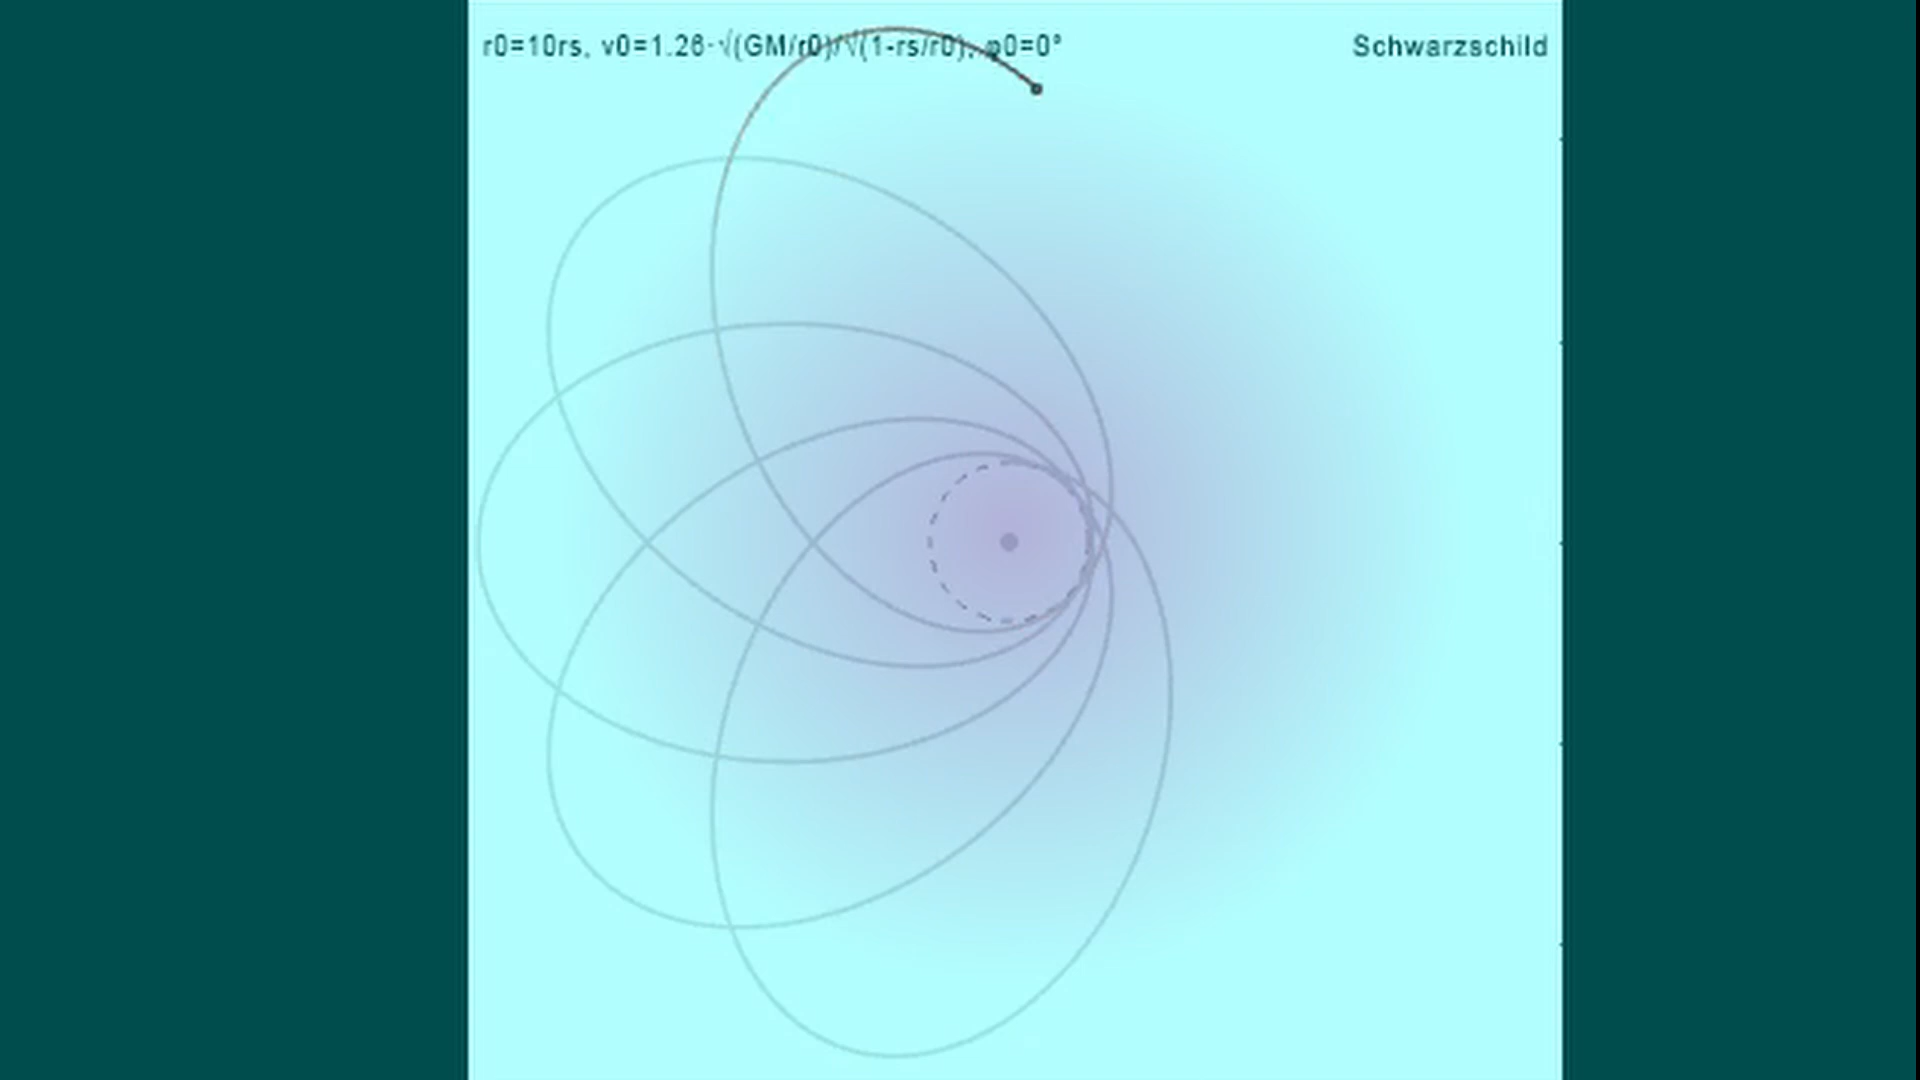 r0=10rs, v0=1.26·√(GM/r0)/√(1-rs/r0), φ0=0°
Schwarzschild